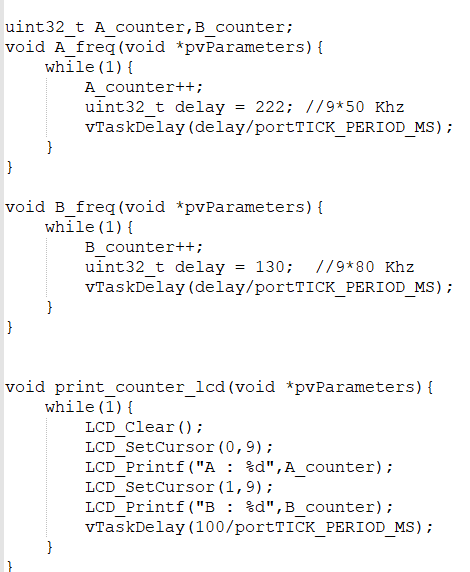 uint32_t A_counter,B_counter;
void A_freq(void *pvParameters){
    while(1){
        A_counter++;
        uint32_t delay = 222; //9*50 Khz
        vTaskDelay(delay/portTICK_PERIOD_MS);
    }
}

void B_freq(void *pvParameters){
    while(1){
        B_counter++;
        uint32_t delay = 130;  //9*80 Khz
        vTaskDelay(delay/portTICK_PERIOD_MS);
    }
}


void print_counter_lcd(void *pvParameters){
    while(1){
        LCD_Clear();
        LCD_SetCursor(0,9);
        LCD_Printf("A : %d",A_counter);
        LCD_SetCursor(1,9);
        LCD_Printf("B : %d",B_counter);
        vTaskDelay(100/portTICK_PERIOD_MS);
    }
}